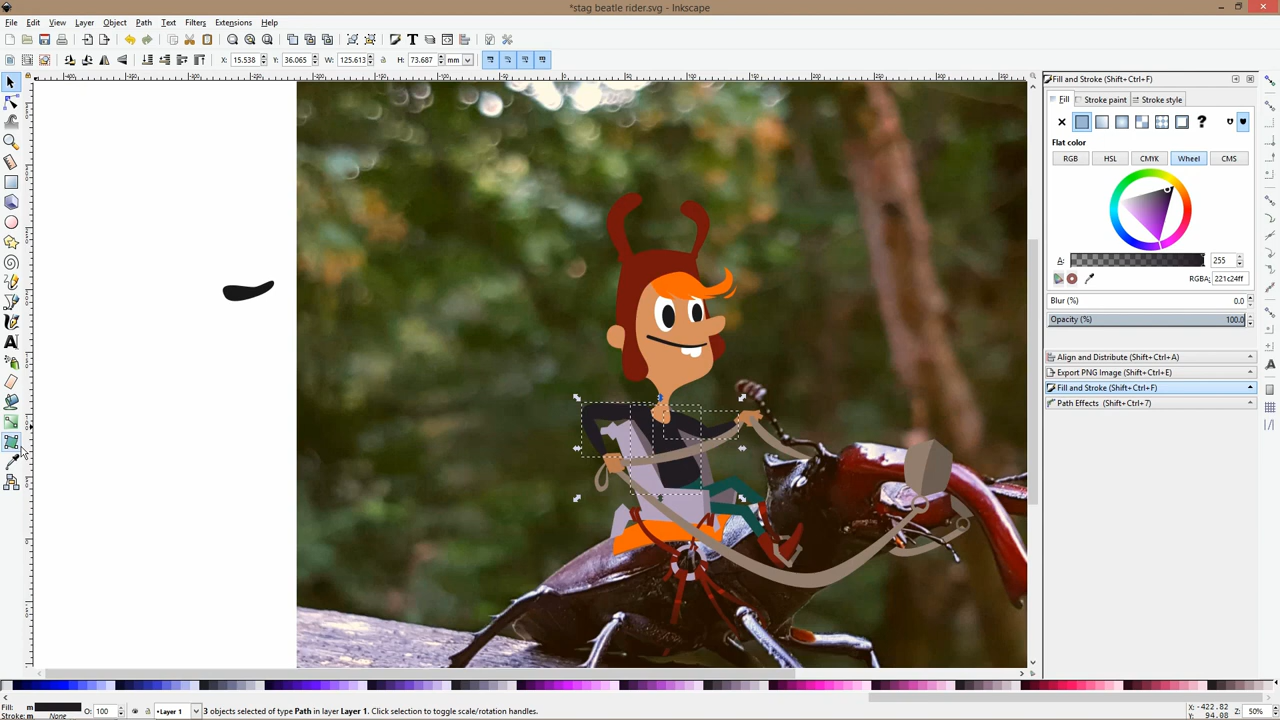 *stag beatle rider.svg - Inkscape
File Edit View Layer Object Path Text Filters Extensions Help
X: 15.538 Y: 36.065 W: 125.613 H: 73.687 mm
Fill and Stroke (Shift+Ctrl+F)
Fill Stroke paint Stroke style
Flat color
RGB HSL CMYK Wheel CMS
A: 255
RGBA: 221c24ff
Blur (%) 0.0
Opacity (%) 100.0
Align and Distribute (Shift+Ctrl+A)
Export PNG Image (Shift+Ctrl+E)
Fill and Stroke (Shift+Ctrl+F)
Path Effects (Shift+Ctrl+7)
Fill: m O: 100 Layer 1 3 objects selected of type Path in layer Layer 1. Click selection to toggle scale/rotation handles. X: -422.82 Z: 50%
Stroke: m None Y: 94.08